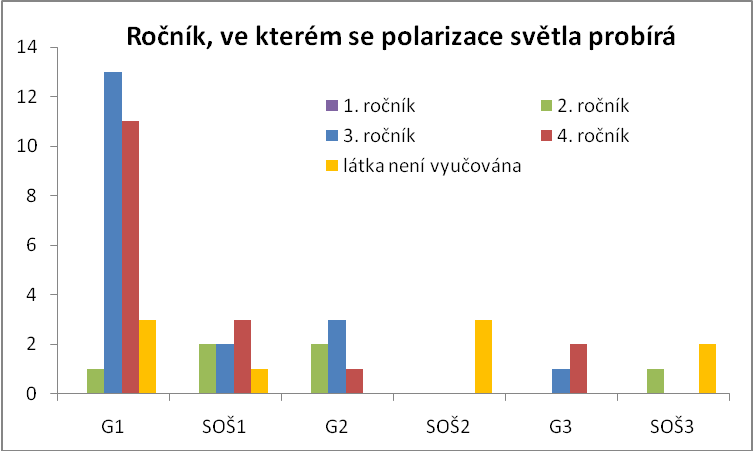 Ročník, ve kterém se polarizace světla probírá
1. ročník 2. ročník
3. ročník 4. ročník
látka není vyučována
14
12
10
8
6
4
2
0
G1 SOŠ1 G2 SOŠ2 G3 SOŠ3